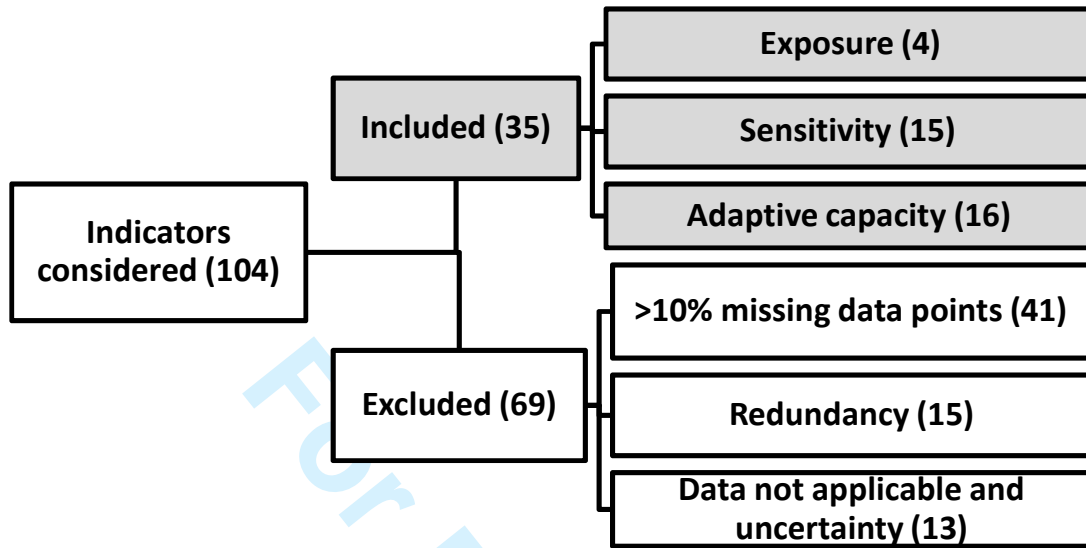 Indicators
considered (104)
Included (35)
Exposure (4)
Sensitivity (15)
Adaptive capacity (16)
Excluded (69)
>10% missing data points (41)
Redundancy (15)
Data not applicable and
uncertainty (13)
For